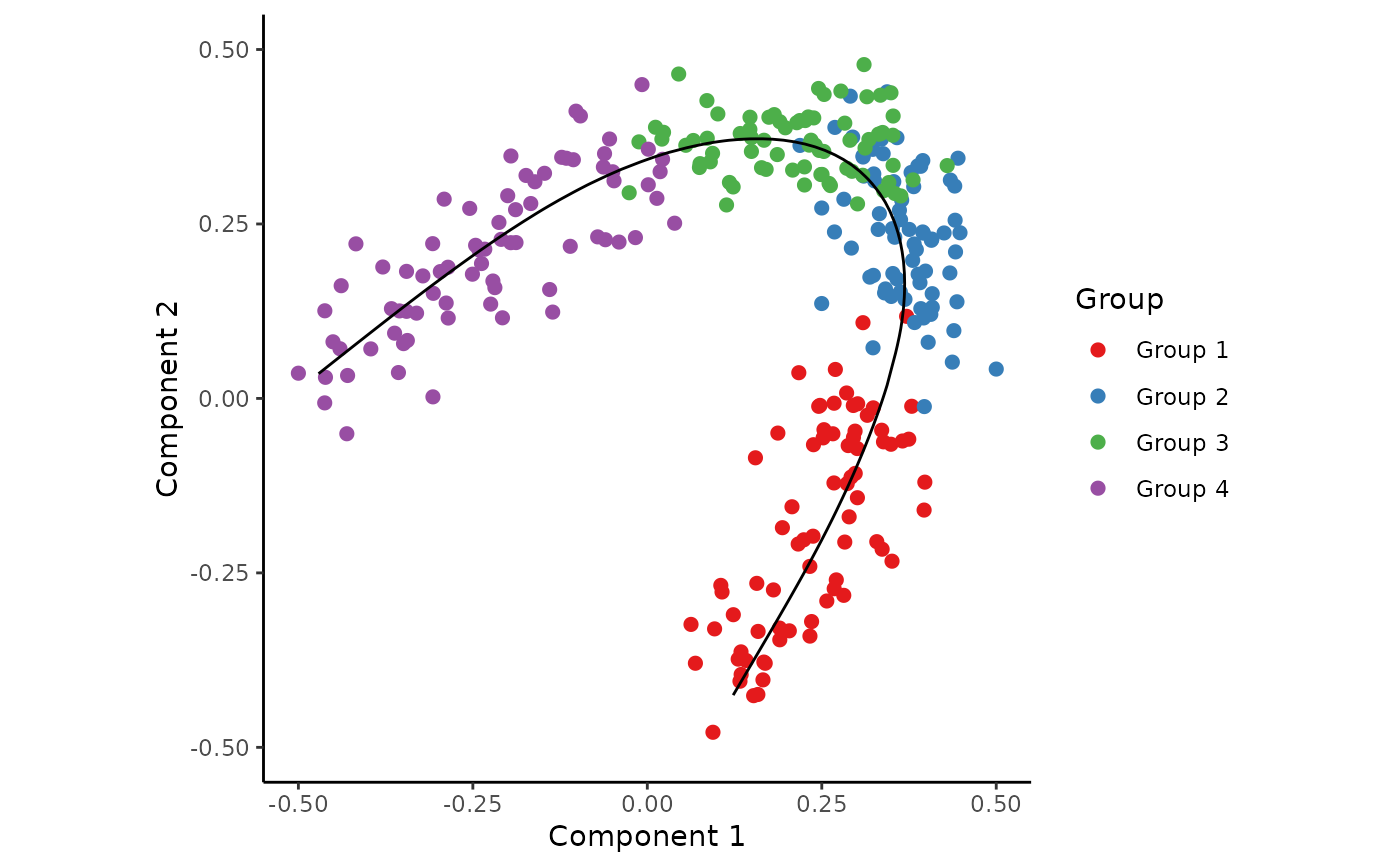 0.50
0.25
0.00
-0.25
-0.50
Component 2
-0.50 -0.25 0.00 0.25 0.50
Component 1
Group
Group 1
Group 2
Group 3
Group 4